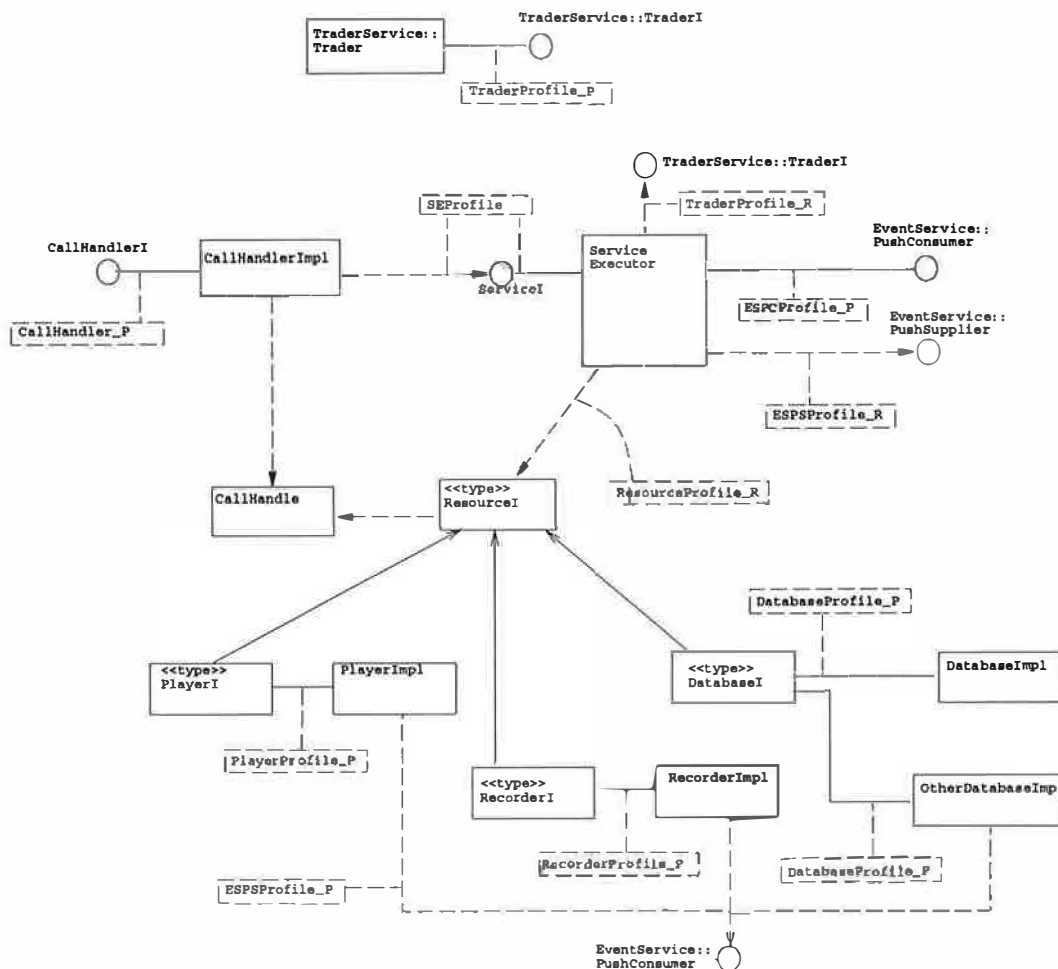 TraderService::TraderI
TraderService::
Trader
TraderProfile_P
TraderService::TraderI
SEProfile
TraderProfile_R
CallHandlerI
CallHandlerImpl
Service
Executor
EventService::
PushConsumer
ServiceI
CallHandler_P
ESPCProfile_P
EventService::
PushSupplier
ESPSProfile_R
CallHandle
<<type>>
ResourceI
ResourceProfile_R
DatabaseProfile_P
<<type>>
PlayerI
PlayerImpl
<<type>>
DatabaseI
DatabaseImpl
PlayerProfile_P
<<type>>
RecorderI
RecorderImpl
OtherDatabaseImpl
RecorderProfile_P
DatabaseProfile_P
ESPSProfile_P
EventService::
PushConsumer